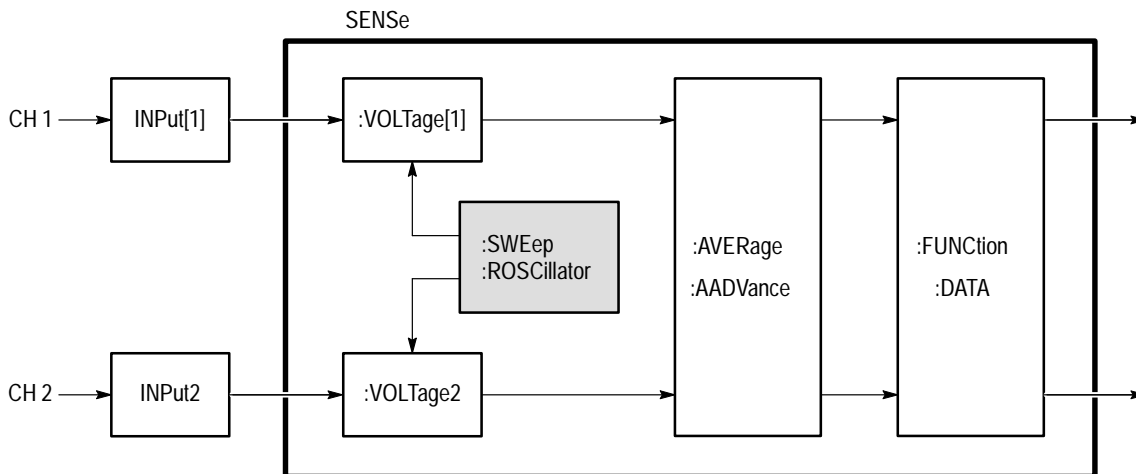 SENSe
CH 1
INPut[1]
:VOLTage[1]
:SWEep
:ROSCillator
:AVERage
:AADVance
:FUNCtion
:DATA
CH 2
INPut2
:VOLTage2